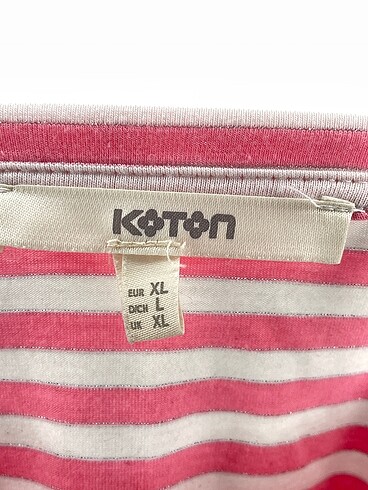 KOTON
EUR XL
D\CH L
UK XL